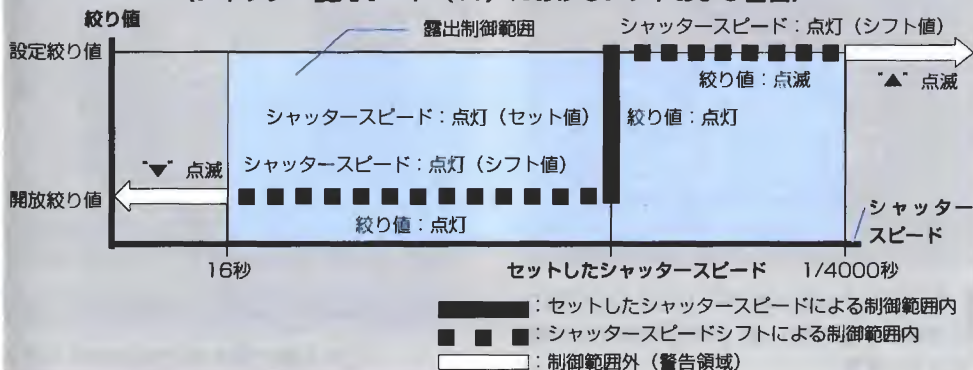 絞り値
露出制御範囲
シャッタースピード：点灯（シフト値）
設定絞り値
絞り値：点滅
"▲" 点滅
シャッタースピード：点灯（セット値）
絞り値：点灯
"▼" 点滅
シャッタースピード：点灯（シフト値）
開放絞り値
絞り値：点灯
シャッター
スピード
16秒
セットしたシャッタースピード
1/4000秒
：セットしたシャッタースピードによる制御範囲内
：シャッタースピードシフトによる制御範囲内
：制御範囲外（警告領域）